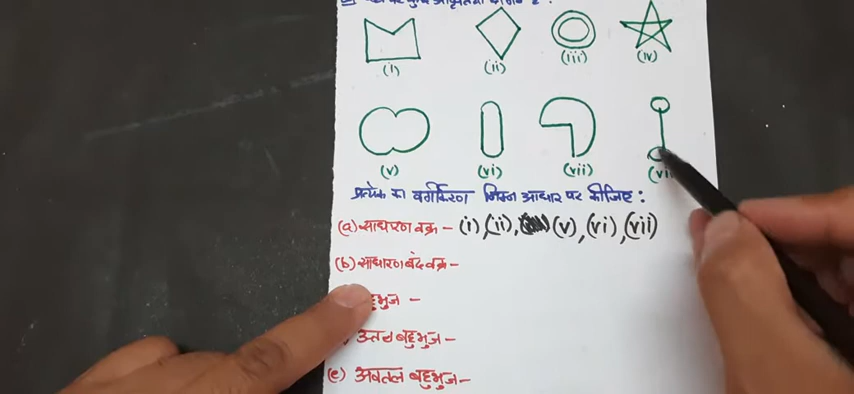 (i) (ii) (iii) (iv)
(v) (vi) (vii)
प्रत्येक का वर्गीकरण निम्न आधार पर कीजिए :
(a) साधारण वक्र - (i), (ii), (v), (vi), (vii)
(b) साधारण बंद वक्र -
बहुभुज -
उत्तल बहुभुज -
(e) अवतल बहुभुज -